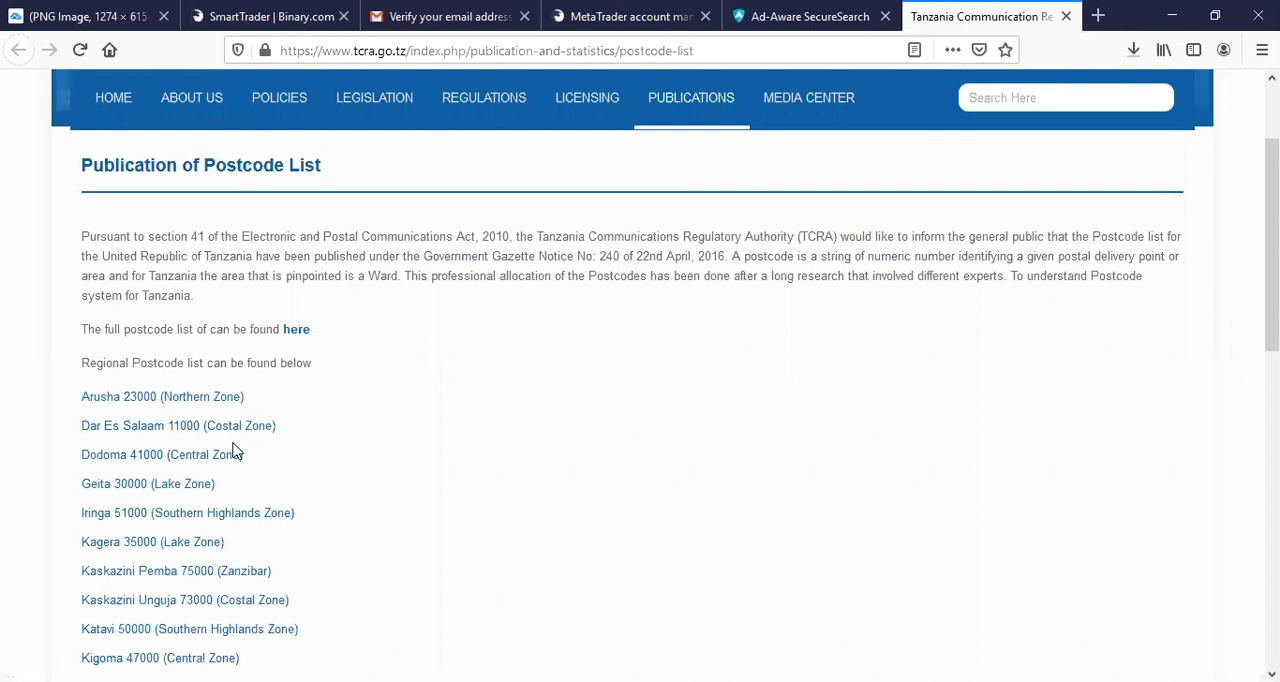 (PNG Image, 1274 × 615
SmartTrader | Binary.com
Verify your email addres
MetaTrader account ma
Ad-Aware SecureSearch
Tanzania Communication Re
https://www.tcra.go.tz/index.php/publication-and-statistics/postcode-list
HOME ABOUT US POLICIES LEGISLATION REGULATIONS LICENSING PUBLICATIONS MEDIA CENTER Search Here
Publication of Postcode List
Pursuant to section 41 of the Electronic and Postal Communications Act, 2010, the Tanzania Communications Regulatory Authority (TCRA) would like to inform the general public that the Postcode list for
the United Republic of Tanzania have been published under the Government Gazette Notice No: 240 of 22nd April, 2016. A postcode is a string of numeric number identifying a given postal delivery point or
area and for Tanzania the area that is pinpointed is a Ward. This professional allocation of the Postcodes has been done after a long research that involved different experts. To understand Postcode
system for Tanzania.
The full postcode list of can be found here
Regional Postcode list can be found below
Arusha 23000 (Northern Zone)
Dar Es Salaam 11000 (Costal Zone)
Dodoma 41000 (Central Zone)
Geita 30000 (Lake Zone)
Iringa 51000 (Southern Highlands Zone)
Kagera 35000 (Lake Zone)
Kaskazini Pemba 75000 (Zanzibar)
Kaskazini Unguja 73000 (Costal Zone)
Katavi 50000 (Southern Highlands Zone)
Kigoma 47000 (Central Zone)